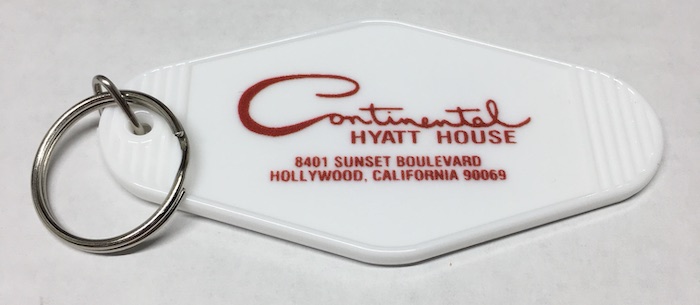 Continental
HYATT HOUSE
8401 SUNSET BOULEVARD
HOLLYWOOD, CALIFORNIA 90069